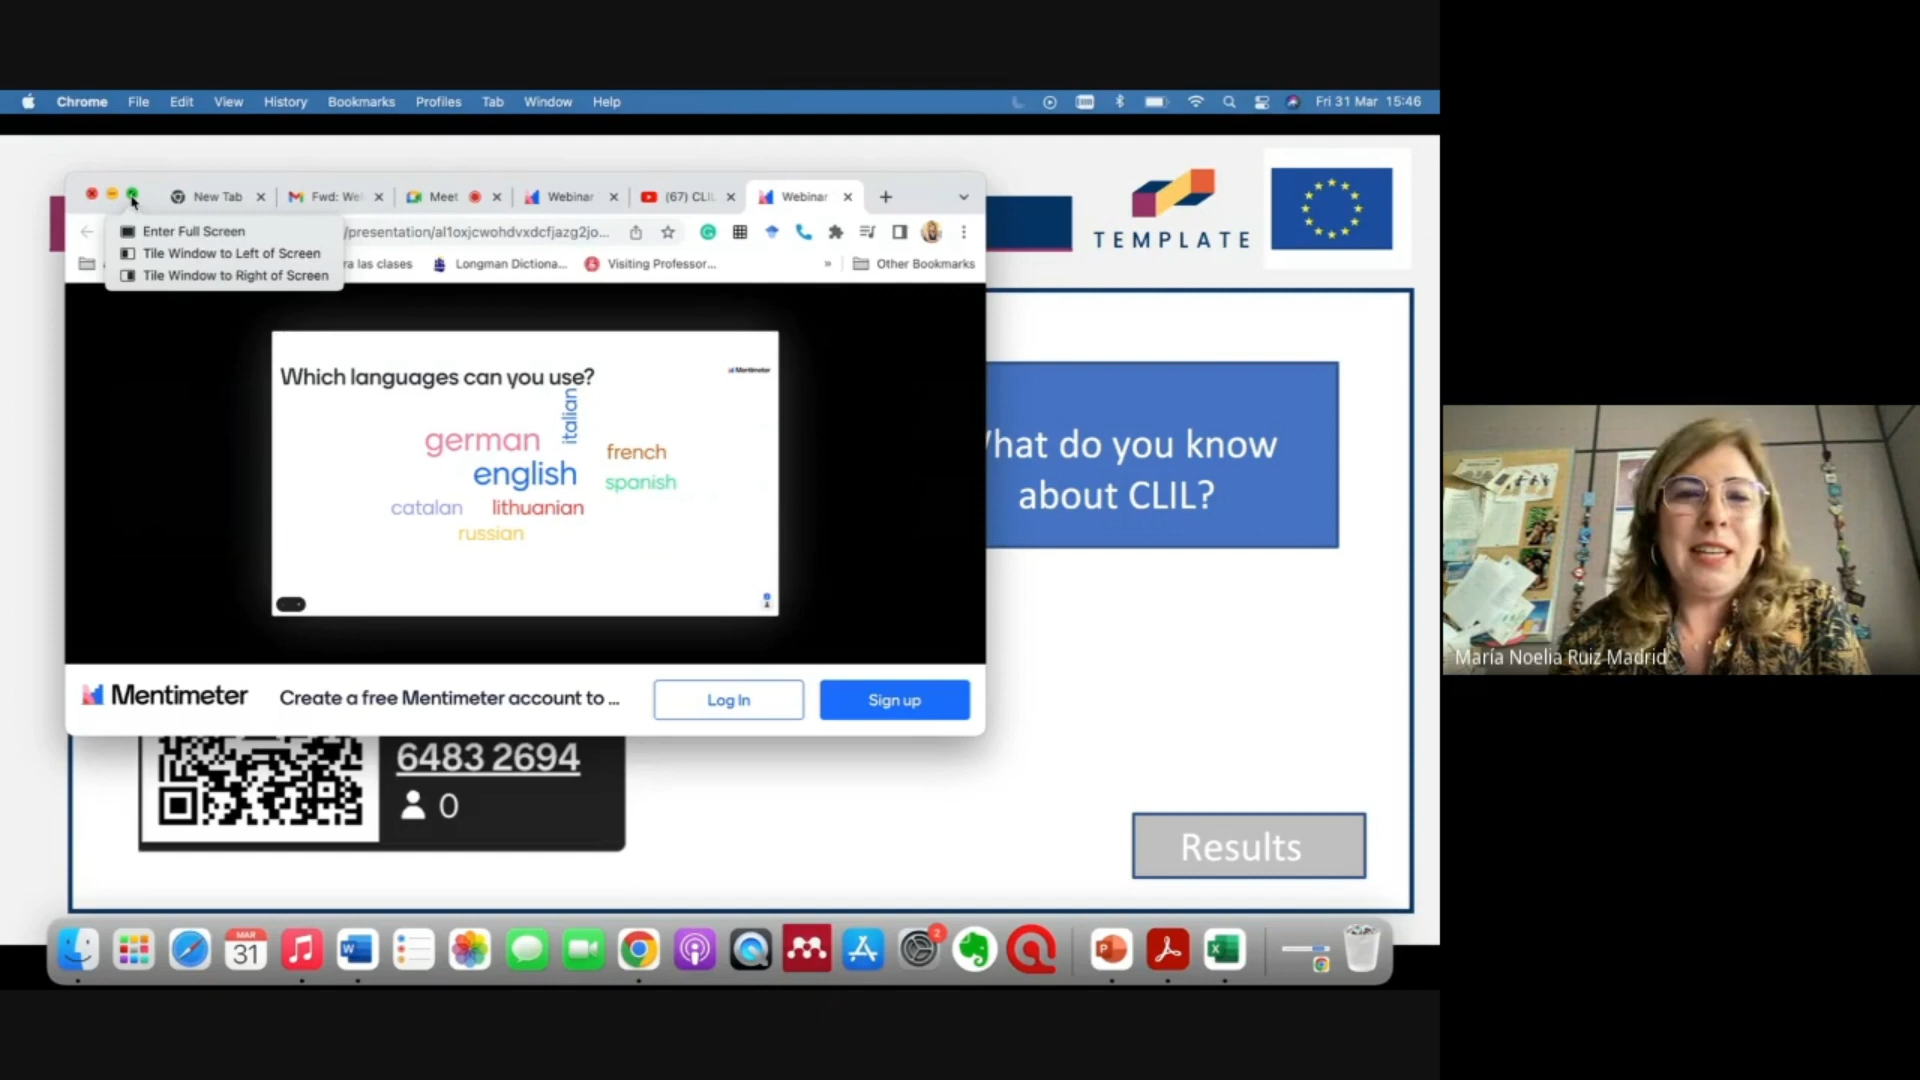 Chrome File Edit View History Bookmarks Profiles Tab Window Help
Fri 31 Mar 15:46
New Tab
Fwd: We
Meet
Webinar
(67) CLIL
Webinar
/presentation/al1oxjcwohdvxdcfjazg2jo...
Enter Full Screen
Tile Window to Left of Screen
Tile Window to Right of Screen
ra las clases
Longman Dictiona...
Visiting Professor...
»
Other Bookmarks
TEMPLATE
Which languages can you use?
Mentimeter
italian
german
french
english
spanish
catalan
lithuanian
russian
hat do you know
about CLIL?
Mentimeter
Create a free Mentimeter account to ...
Log In
Sign up
6483 2694
0
Results
María Noelia Ruiz Madrid
MAR
31
2